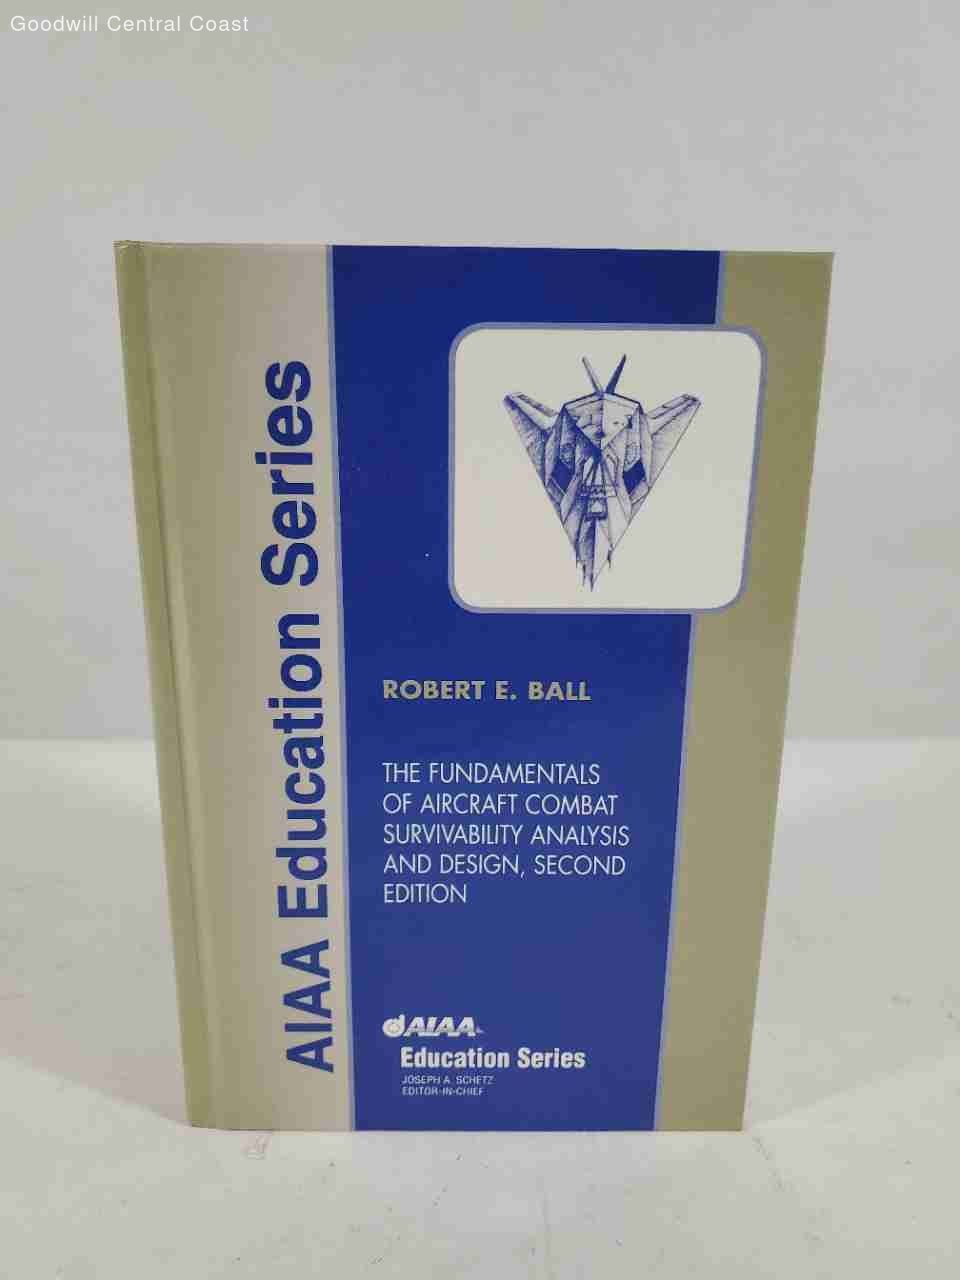 Goodwill Central Coast
AIAA Education Series
ROBERT E. BALL
THE FUNDAMENTALS
OF AIRCRAFT COMBAT
SURVIVABILITY ANALYSIS
AND DESIGN, SECOND
EDITION
AIAA
Education Series
JOSEPH A. SCHETZ
EDITOR-IN-CHIEF